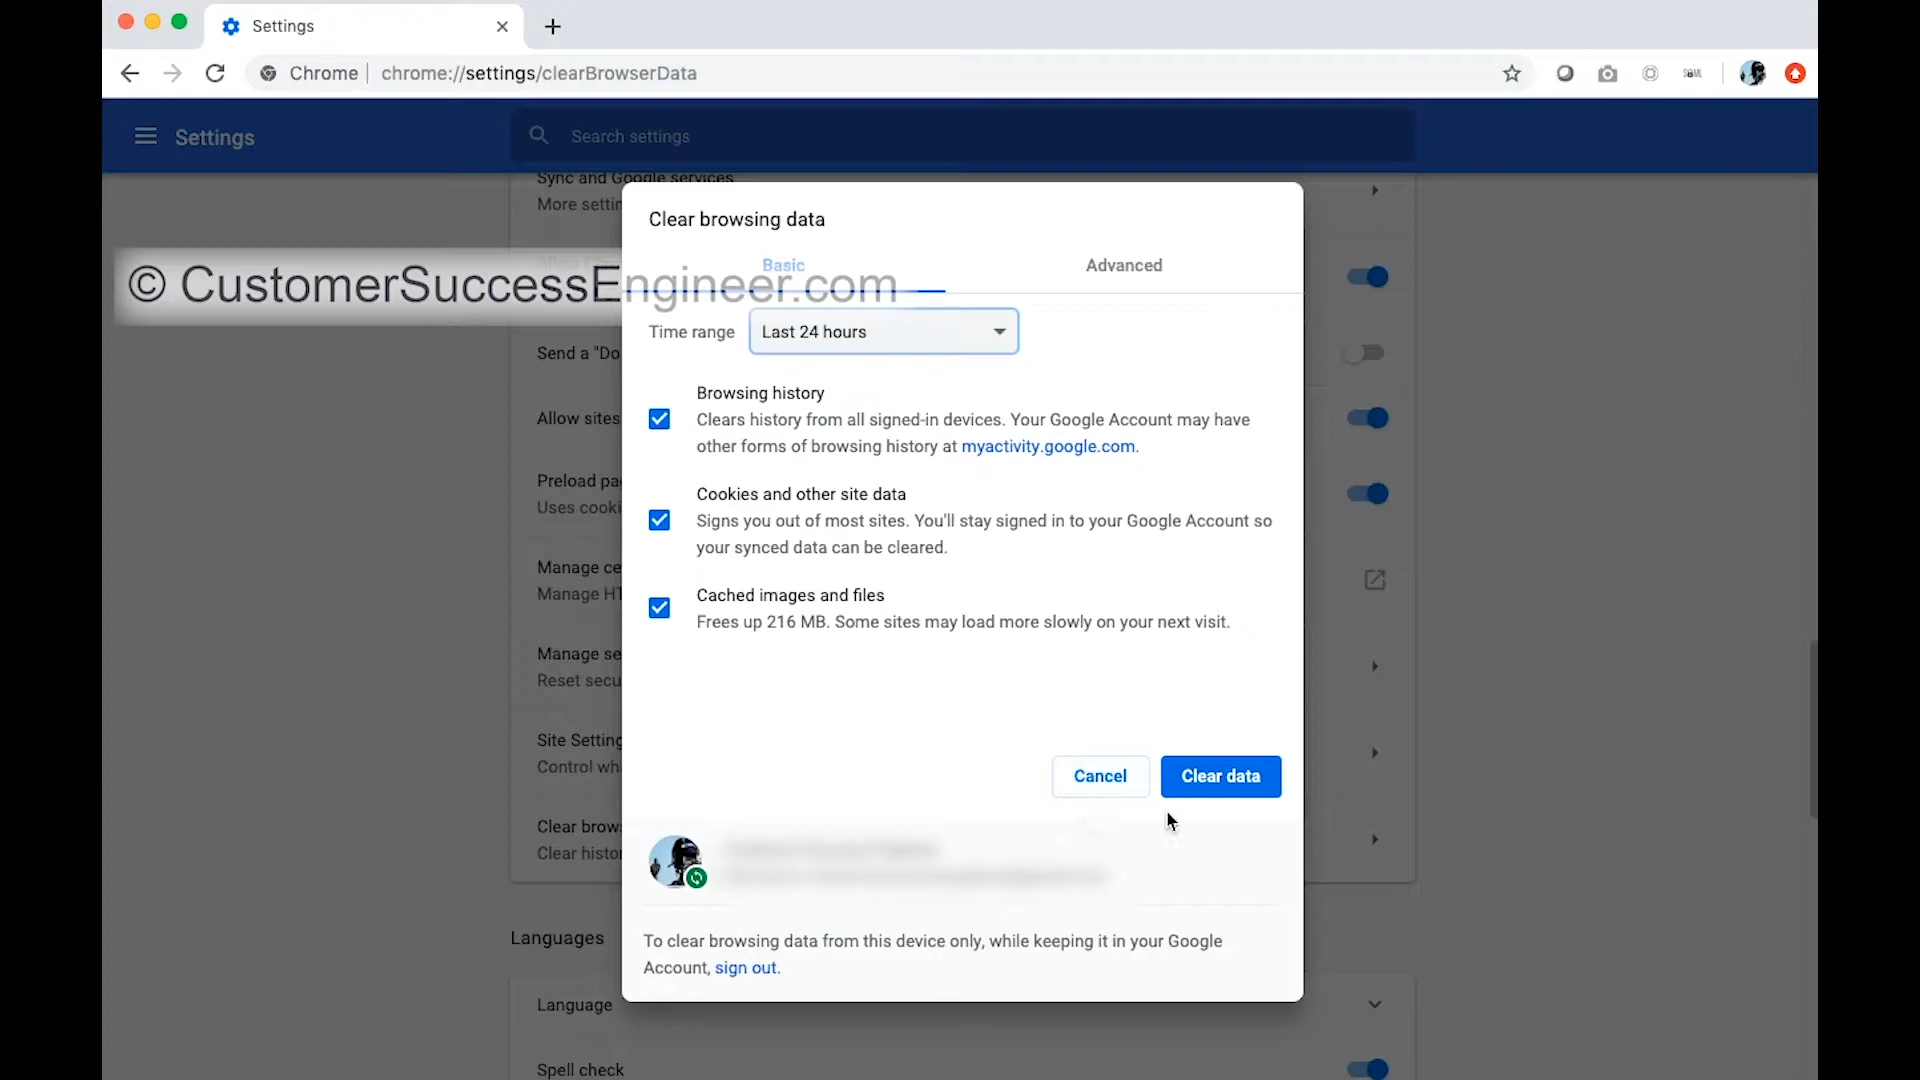 Settings
Chrome
chrome://settings/clearBrowserData
Settings
Search settings
Sync and Google services
More settin
Clear browsing data
Basic
Advanced
© CustomerSuccessEngineer.com
Time range
Last 24 hours
Send a "Do
Browsing history
Clears history from all signed-in devices. Your Google Account may have
other forms of browsing history at myactivity.google.com.
Allow sites
Preload pa
Uses cooki
Cookies and other site data
Signs you out of most sites. You'll stay signed in to your Google Account so
your synced data can be cleared.
Manage ce
Manage HT
Cached images and files
Frees up 216 MB. Some sites may load more slowly on your next visit.
Manage se
Reset secu
Site Setting
Control wha
Cancel
Clear data
Clear brow
Clear histo
Languages
To clear browsing data from this device only, while keeping it in your Google
Account, sign out.
Language
Spell check